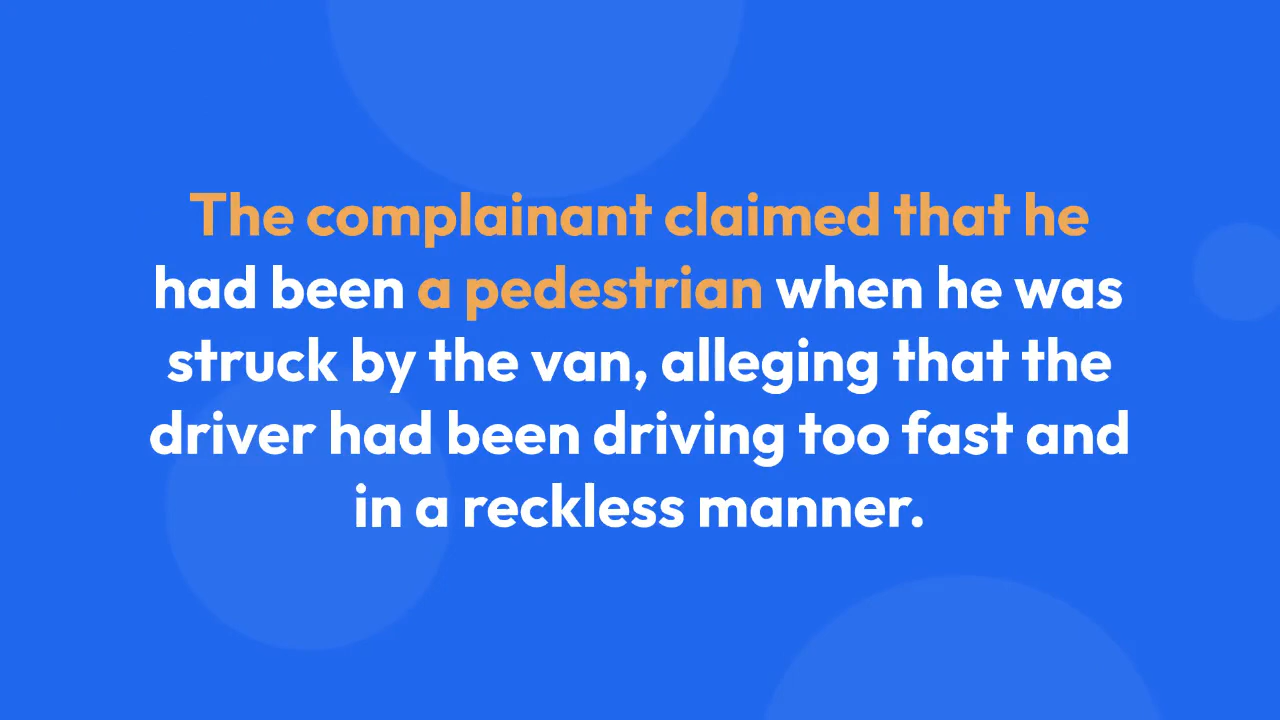 The complainant claimed that he
had been a pedestrian when he was
struck by the van, alleging that the
driver had been driving too fast and
in a reckless manner.